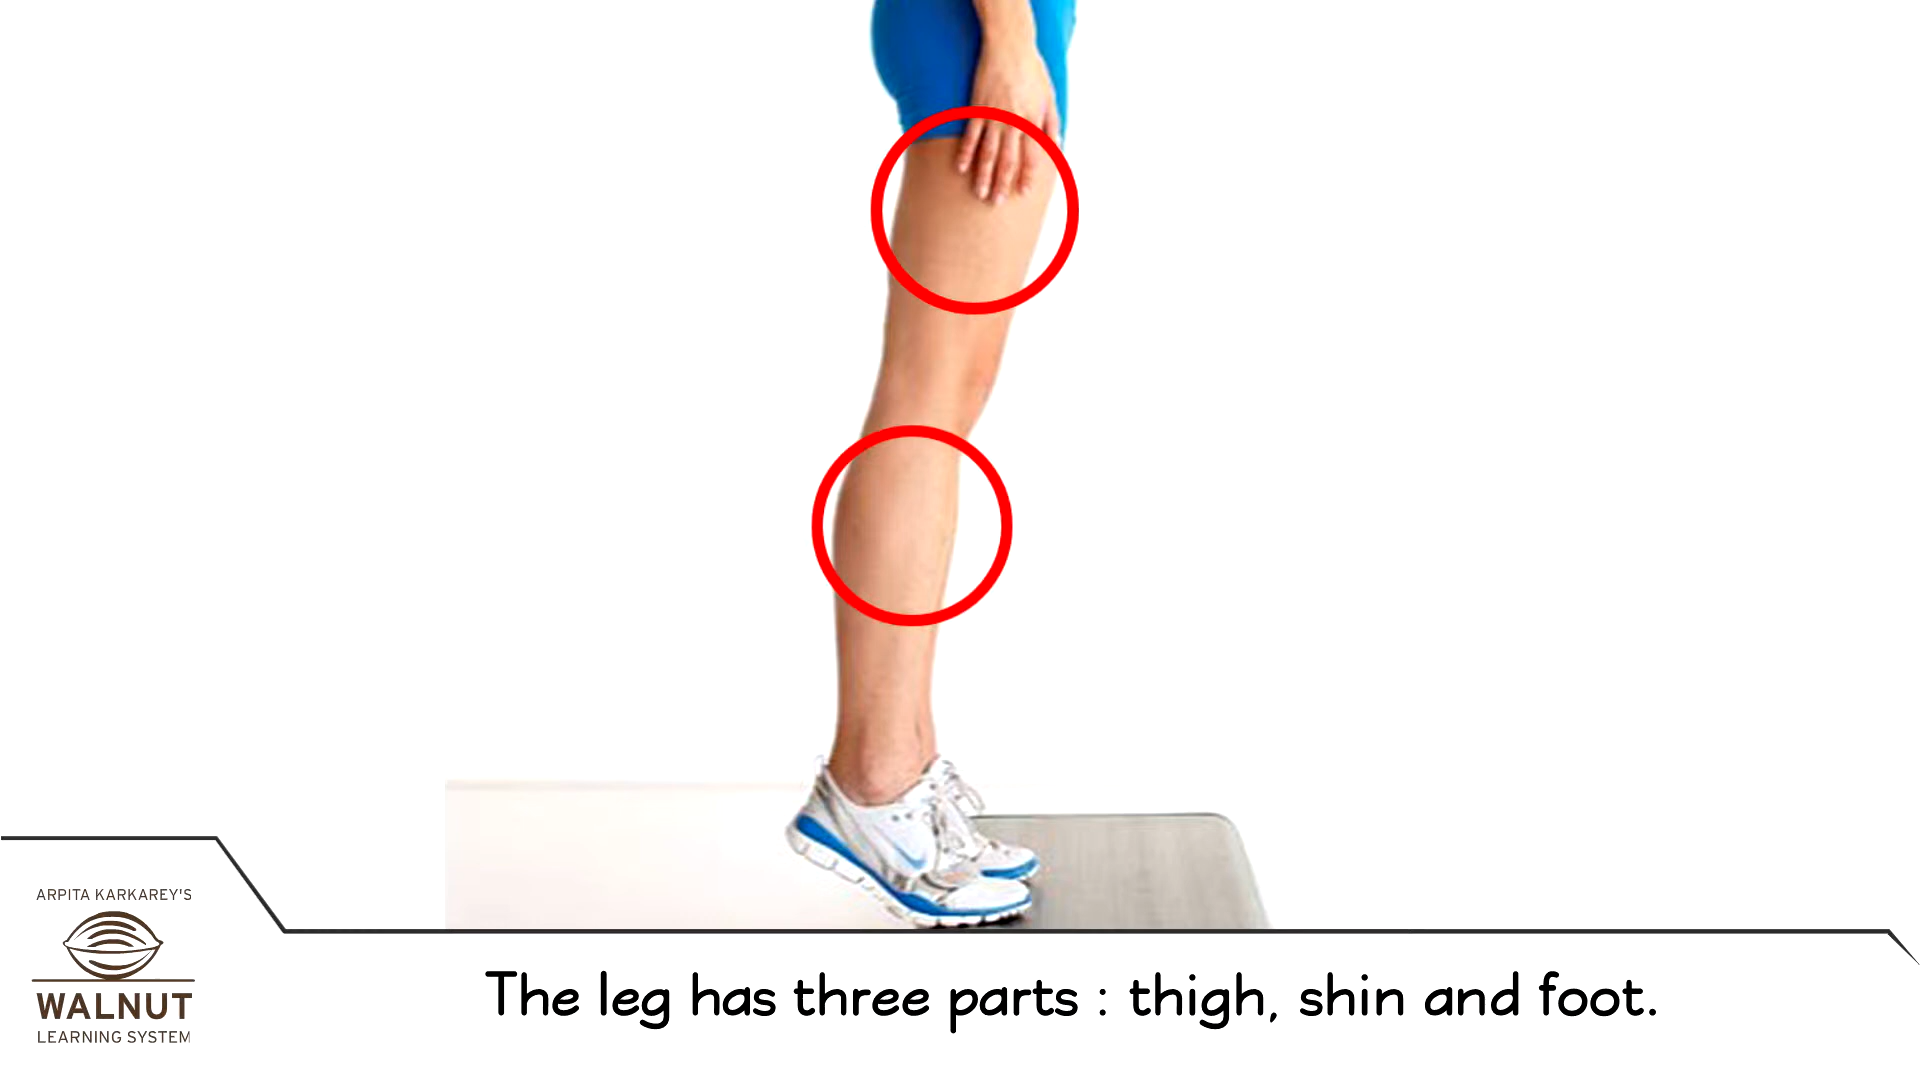 ARPITA KARKAREY'S
WALNUT
LEARNING SYSTEM
The leg has three parts : thigh, shin and foot.